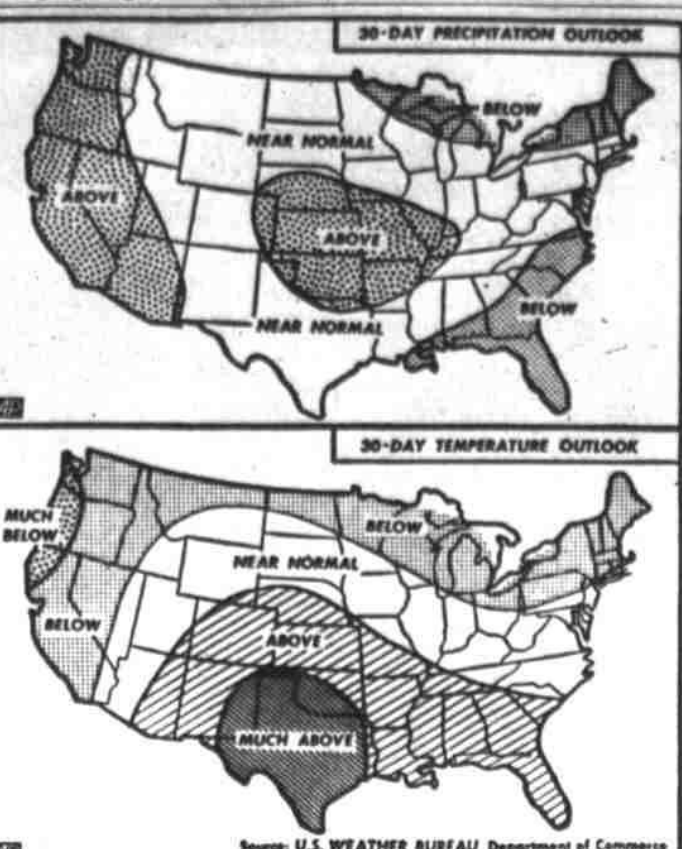 30-DAY PRECIPITATION OUTLOOK
BELOW
NEAR NORMAL
ABOVE
ABOVE
BELOW
NEAR NORMAL
AP
30-DAY TEMPERATURE OUTLOOK
MUCH
BELOW
BELOW
NEAR NORMAL
BELOW
ABOVE
MUCH ABOVE
Source: U.S. WEATHER BUREAU, Department of Commerce